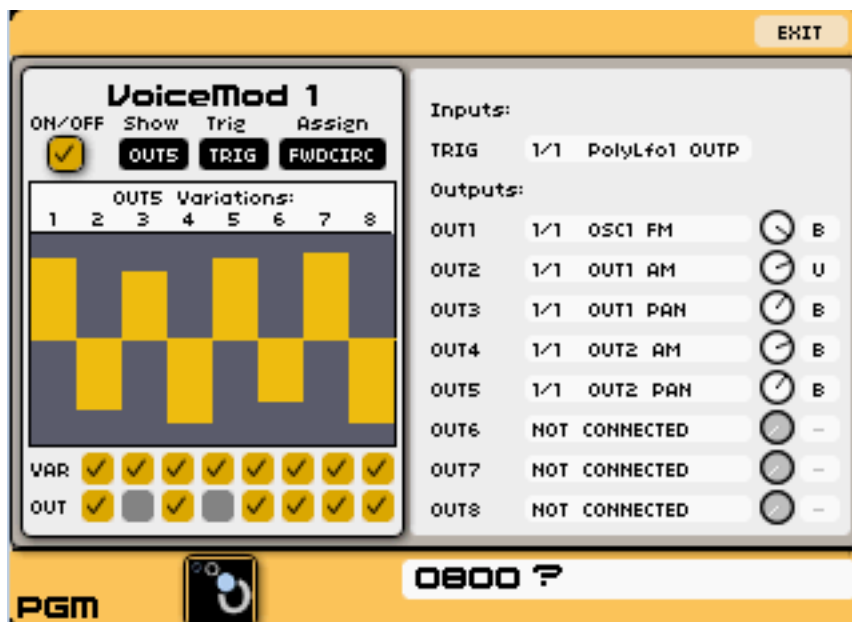 EXIT
VoiceMod 1
ON/OFF Show Trig Assign
OUT5 TRIG FWDCIRC
OUT5 Variations:
1 2 3 4 5 6 7 8
VAR
OUT
Inputs:
TRIG 1/1 PolyLfo1 OUTP
Outputs:
OUT1 1/1 OSC1 FM B
OUT2 1/1 OUT1 AM U
OUT3 1/1 OUT1 PAN B
OUT4 1/1 OUT2 AM B
OUT5 1/1 OUT2 PAN B
OUT6 NOT CONNECTED -
OUT7 NOT CONNECTED -
OUT8 NOT CONNECTED -
0800 ?
PGM